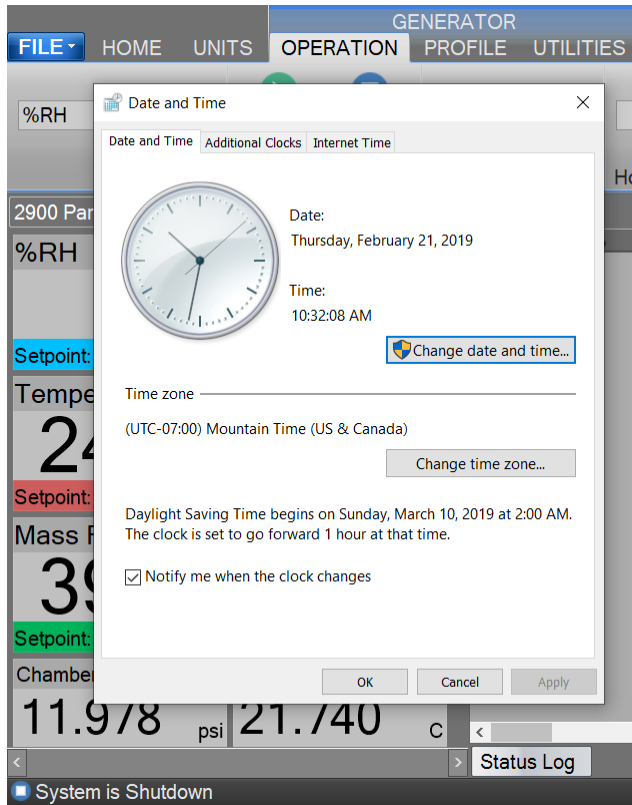 GENERATOR
FILE HOME UNITS OPERATION PROFILE UTILITIES
%RH
Date and Time
Date and Time Additional Clocks Internet Time
Date:
Thursday, February 21, 2019
Time:
10:32:08 AM
Change date and time...
Time zone
(UTC-07:00) Mountain Time (US & Canada)
Change time zone...
Daylight Saving Time begins on Sunday, March 10, 2019 at 2:00 AM.
The clock is set to go forward 1 hour at that time.
Notify me when the clock changes
OK Cancel Apply
2900 Par
%RH
Setpoint:
Tempe
24
Setpoint:
Mass F
39
Setpoint:
Chamber
11.978 psi 21.740 C
Status Log
System is Shutdown